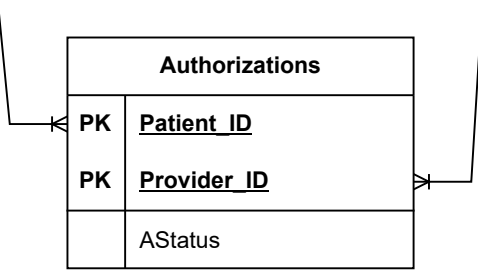 Authorizations
PK Patient_ID
PK Provider_ID
AStatus